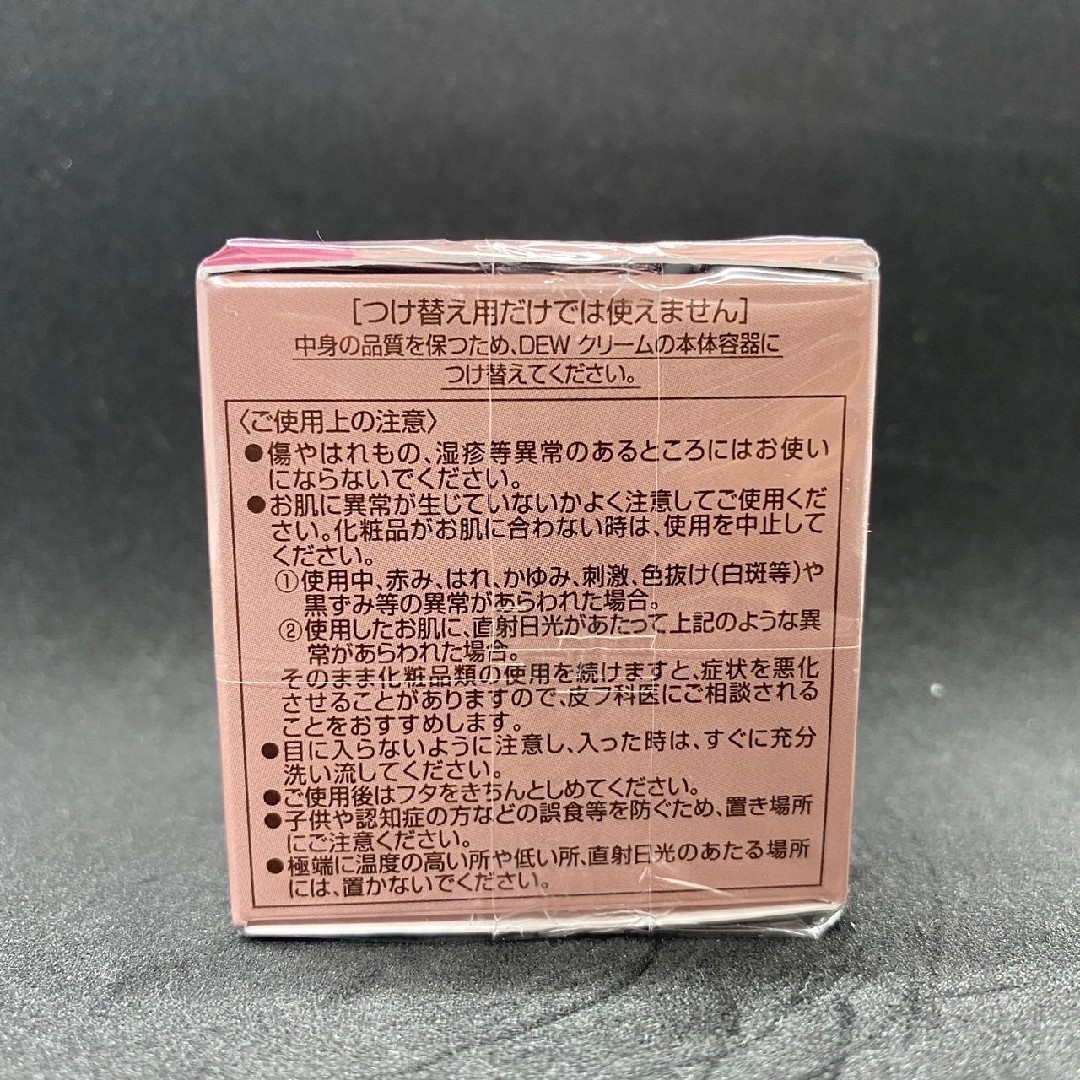 [つけ替え用だけでは使えません]
中身の品質を保つため、DEW クリームの本体容器に
つけ替えてください。
〈ご使用上の注意〉
●傷やはれもの、湿疹等異常のあるところにはお使い
にならないでください。
●お肌に異常が生じていないかよく注意してご使用くだ
さい。化粧品がお肌に合わない時は、使用を中止して
ください。
①使用中、赤み、はれ、かゆみ、刺激、色抜け(白斑等)や
黒ずみ等の異常があらわれた場合。
②使用したお肌に、直射日光があたって上記のような異
常があらわれた場合。
そのまま化粧品類の使用を続けますと、症状を悪化
させることがありますので、皮フ科医にご相談される
ことをおすすめします。
●目に入らないように注意し、入った時は、すぐに充分
洗い流してください。
●ご使用後はフタをきちんとしめてください。
●子供や認知症の方などの誤食等を防ぐため、置き場所
にご注意ください。
●極端に温度の高い所や低い所、直射日光のあたる場所
には、置かないでください。